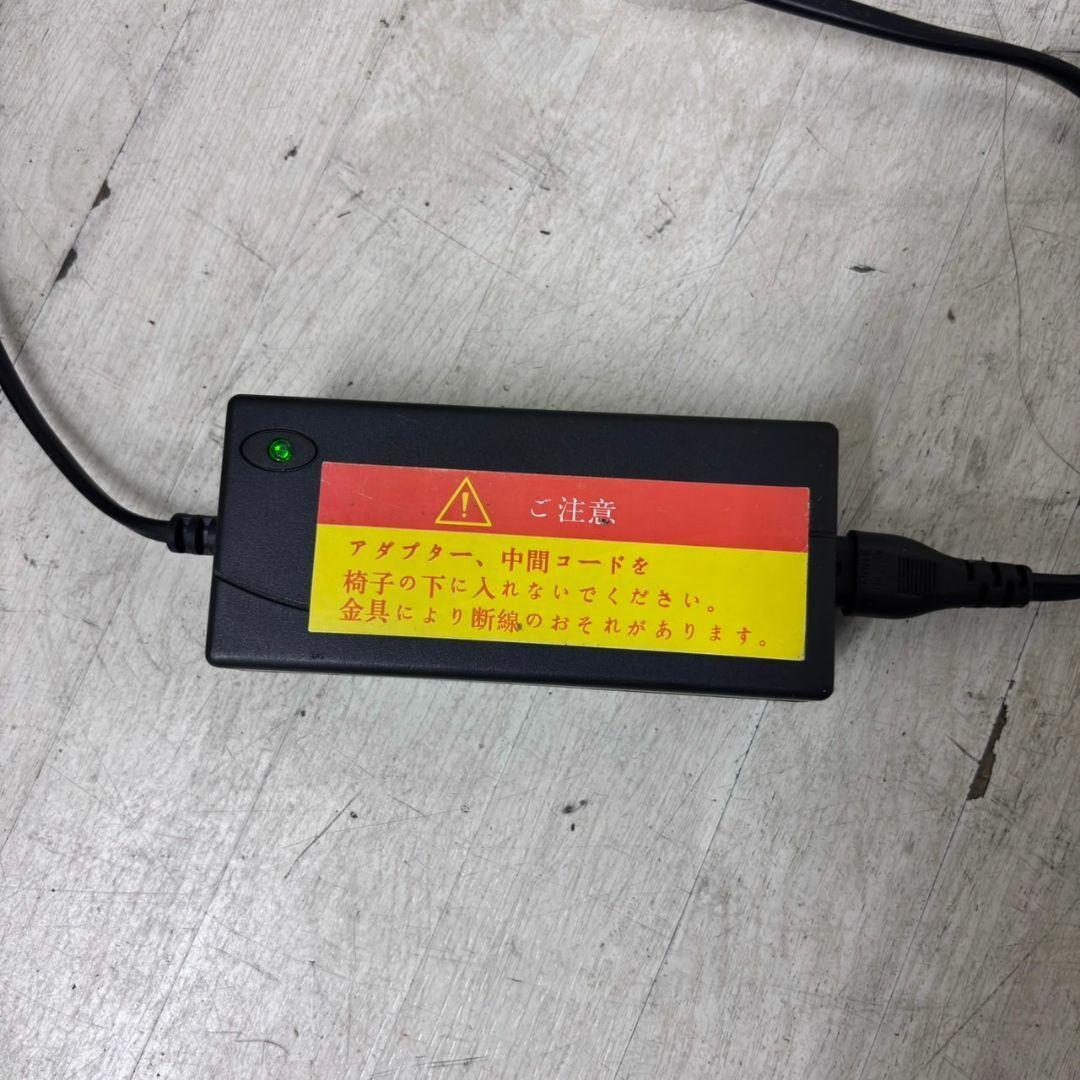 ご注意
アダプター、中間コードを
椅子の下に入れないでください。
金具により断線のおそれがあります。